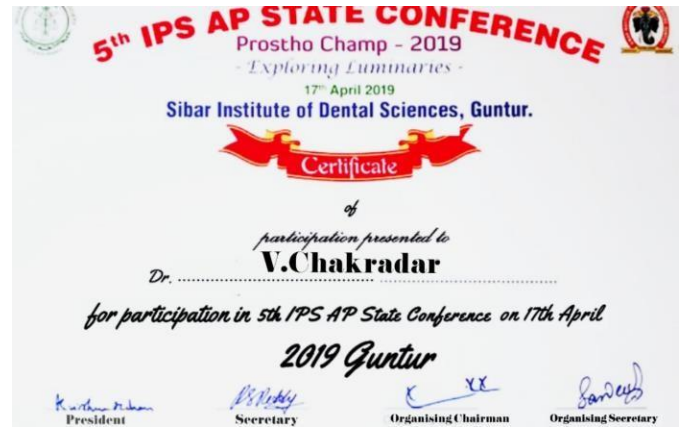 5th IPS AP STATE CONFERENCE
Prostho Champ - 2019
- Exploring Luminaries -
17th April 2019
Sibar Institute of Dental Sciences, Guntur.
Certificate
of
participation presented to
Dr. V.Chakradar
for participation in 5th IPS AP State Conference on 17th April
2019 Guntur
President Secretary Organising Chairman Organising Secretary